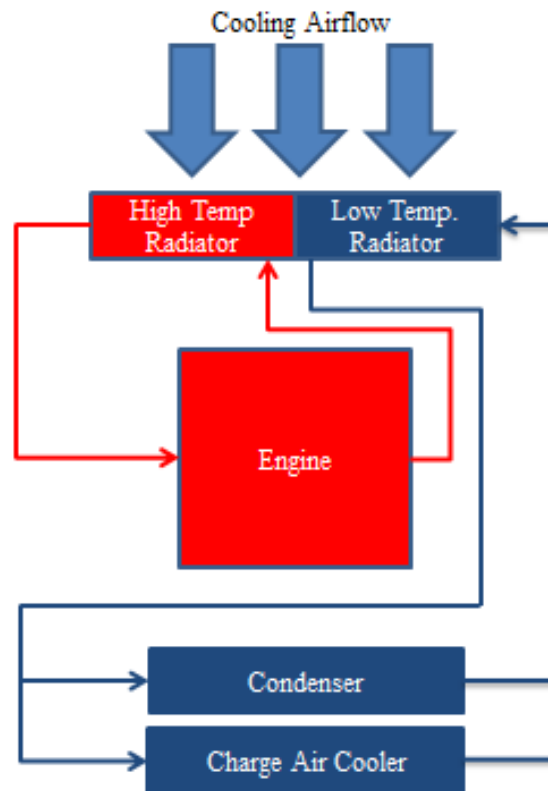 Cooling Airflow
High Temp
Radiator
Low Temp.
Radiator
Engine
Condenser
Charge Air Cooler